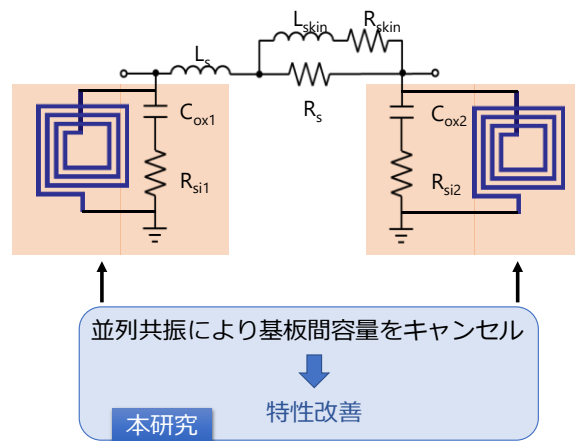 Lskin
Rskin
Ls
Rs
Cox1
Rsi1
Cox2
Rsi2
並列共振により基板間容量をキャンセル
特性改善
本研究